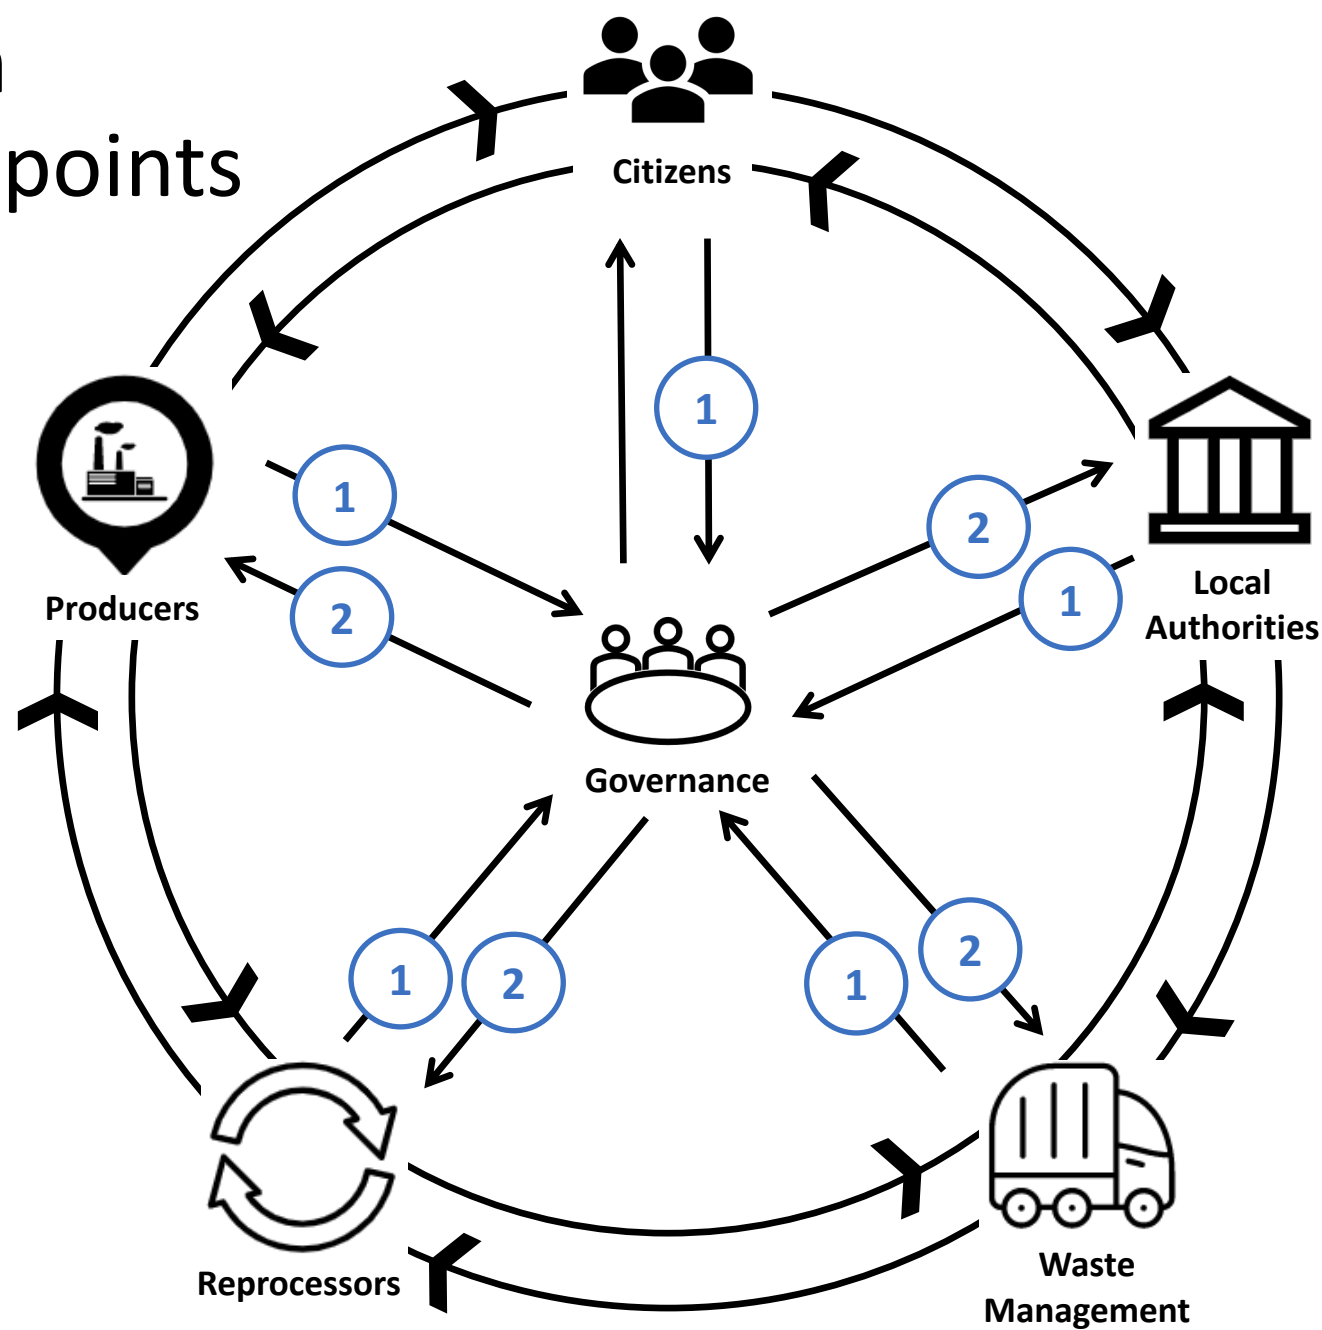 points
Citizens
1
2
1
1
2
Producers
Local
Authorities
Governance
1
2
1
2
Reprocessors
Waste
Management